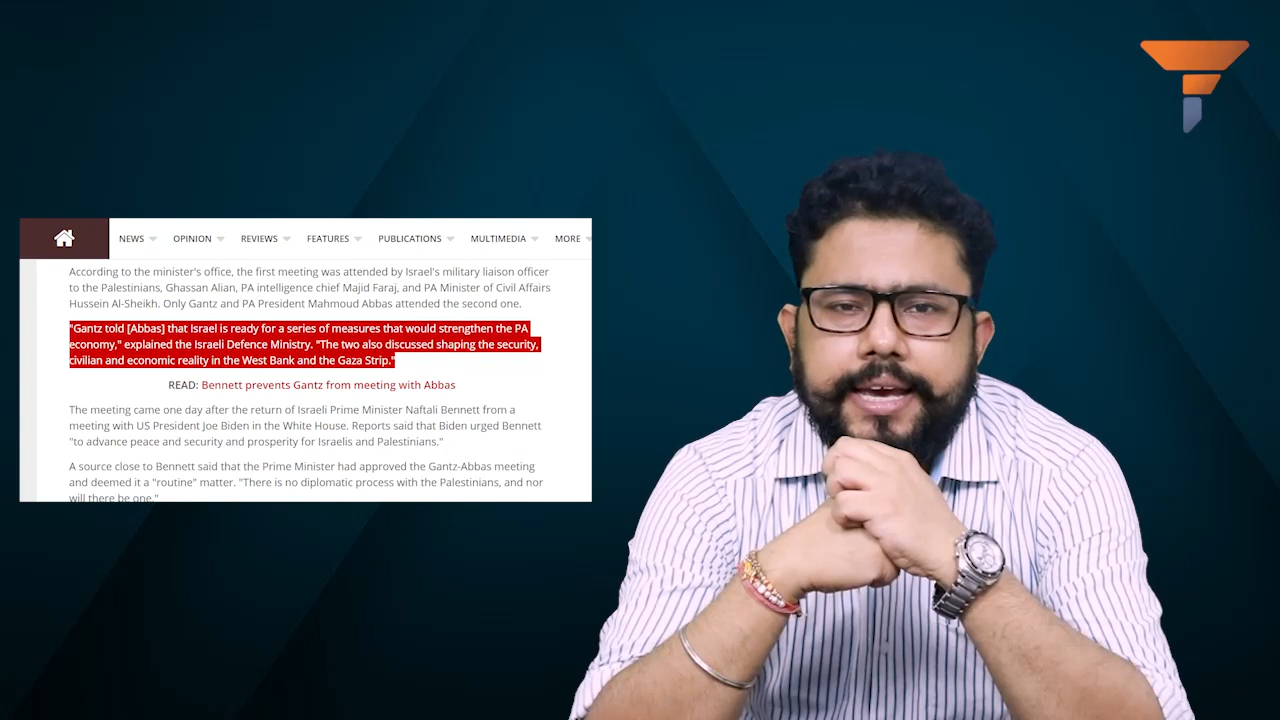 NEWS OPINION REVIEWS FEATURES PUBLICATIONS MULTIMEDIA MORE
According to the minister's office, the first meeting was attended by Israel's military liaison officer
to the Palestinians, Ghassan Alian, PA intelligence chief Majid Faraj, and PA Minister of Civil Affairs
Hussein Al-Sheikh. Only Gantz and PA President Mahmoud Abbas attended the second one.
"Gantz told [Abbas] that Israel is ready for a series of measures that would strengthen the PA
economy," explained the Israeli Defence Ministry. "The two also discussed shaping the security,
civilian and economic reality in the West Bank and the Gaza Strip."
READ: Bennett prevents Gantz from meeting with Abbas
The meeting came one day after the return of Israeli Prime Minister Naftali Bennett from a
meeting with US President Joe Biden in the White House. Reports said that Biden urged Bennett
"to advance peace and security and prosperity for Israelis and Palestinians."
A source close to Bennett said that the Prime Minister had approved the Gantz-Abbas meeting
and deemed it a "routine" matter. "There is no diplomatic process with the Palestinians, and nor
will there be one."